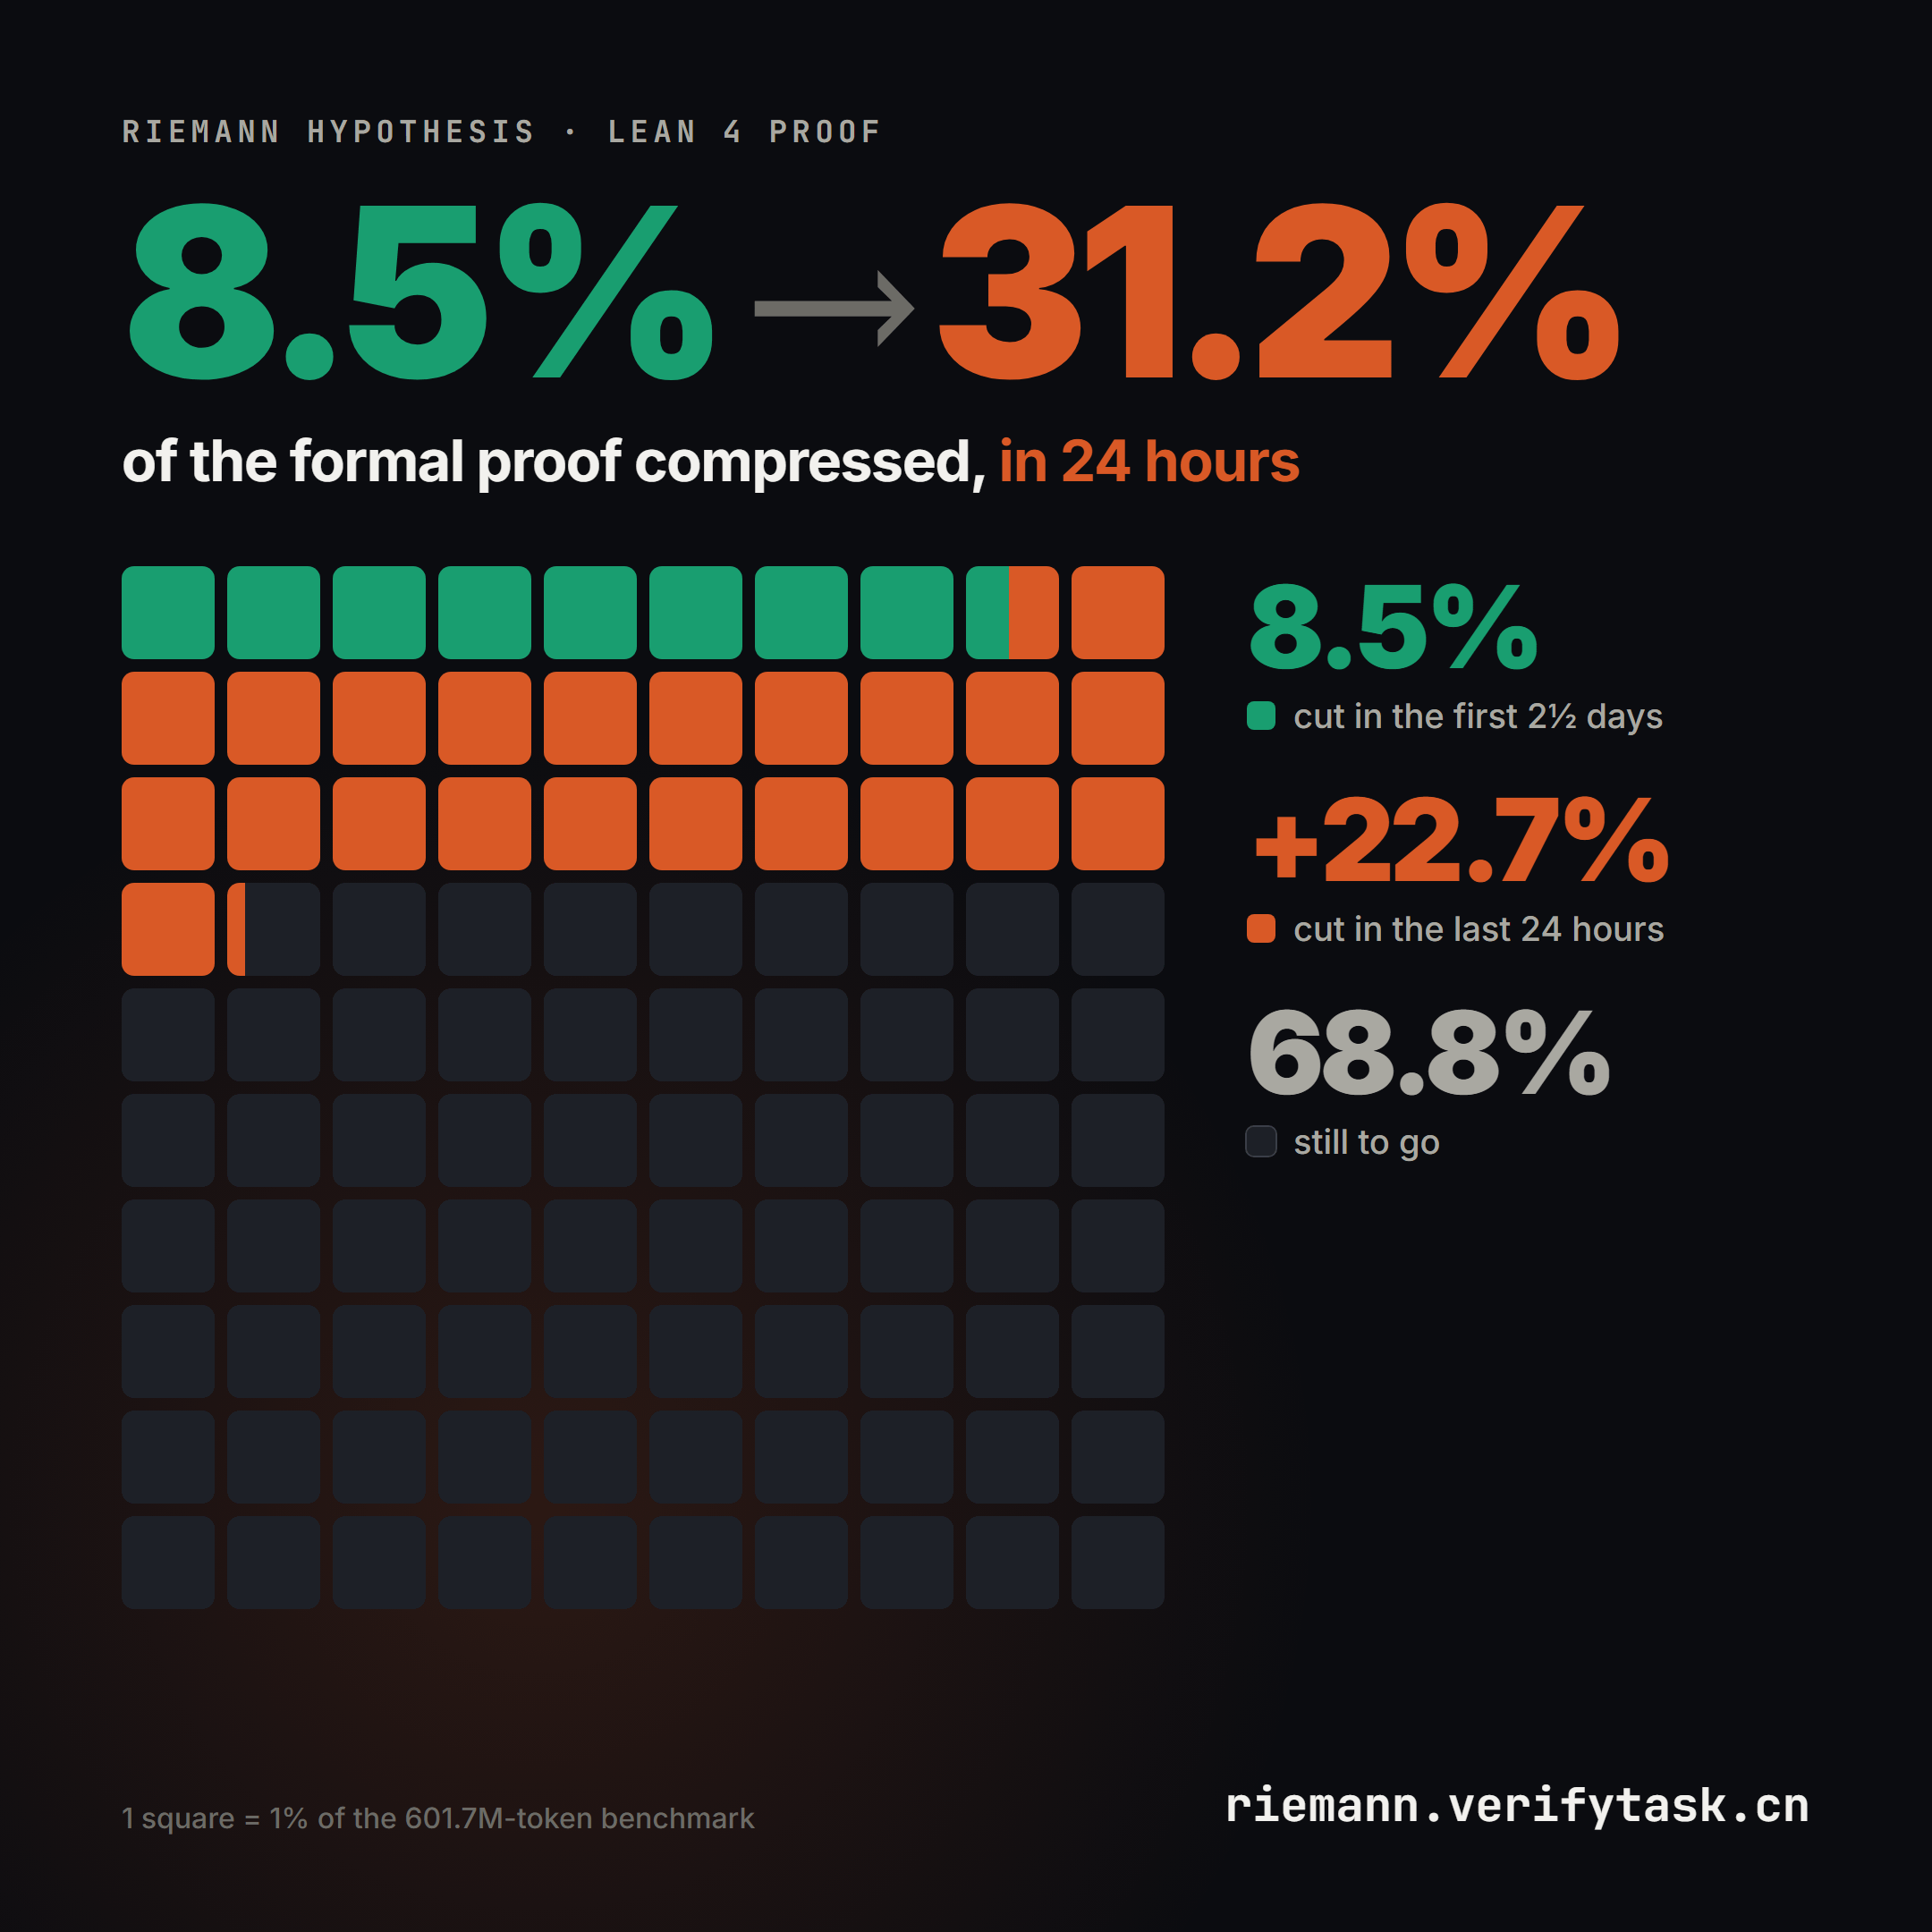 RIEMANN HYPOTHESIS · LEAN 4 PROOF
8.5% → 31.2%
of the formal proof compressed, in 24 hours
8.5%
cut in the first 2½ days
+22.7%
cut in the last 24 hours
68.8%
still to go
1 square = 1% of the 601.7M-token benchmark
riemann.verifytask.cn